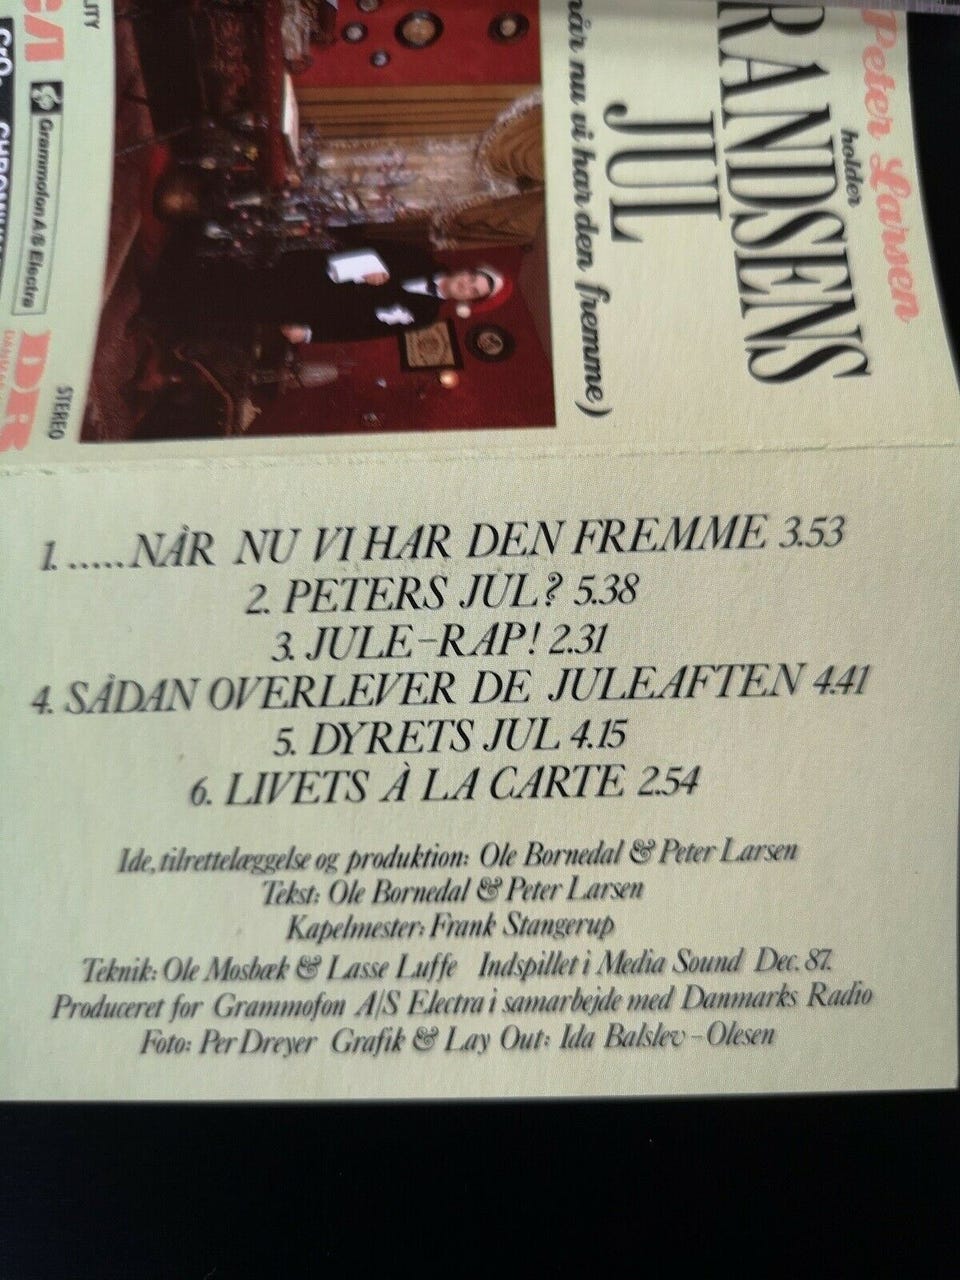 Peter Larsen
holder
RANDSENS
JUL
når nu vi har den fremme)
Grammofon A/S Electra
DR
STEREO
1. .....NÅR NU VI HAR DEN FREMME 3.53
2. PETERS JUL? 5.38
3. JULE-RAP! 2.31
4. SÅDAN OVERLEVER DE JULEAFTEN 4.41
5. DYRETS JUL 4.15
6. LIVETS À LA CARTE 2.54
Ide, tilrettelæggelse og produktion: Ole Bornedal & Peter Larsen
Tekst: Ole Bornedal & Peter Larsen
Kapelmester: Frank Stangerup
Teknik: Ole Mosbæk & Lasse Luffe Indspillet i Media Sound Dec. 87.
Produceret for Grammofon A/S Electra i samarbejde med Danmarks Radio
Foto: Per Dreyer Grafik & Lay Out: Ida Balslev-Olesen